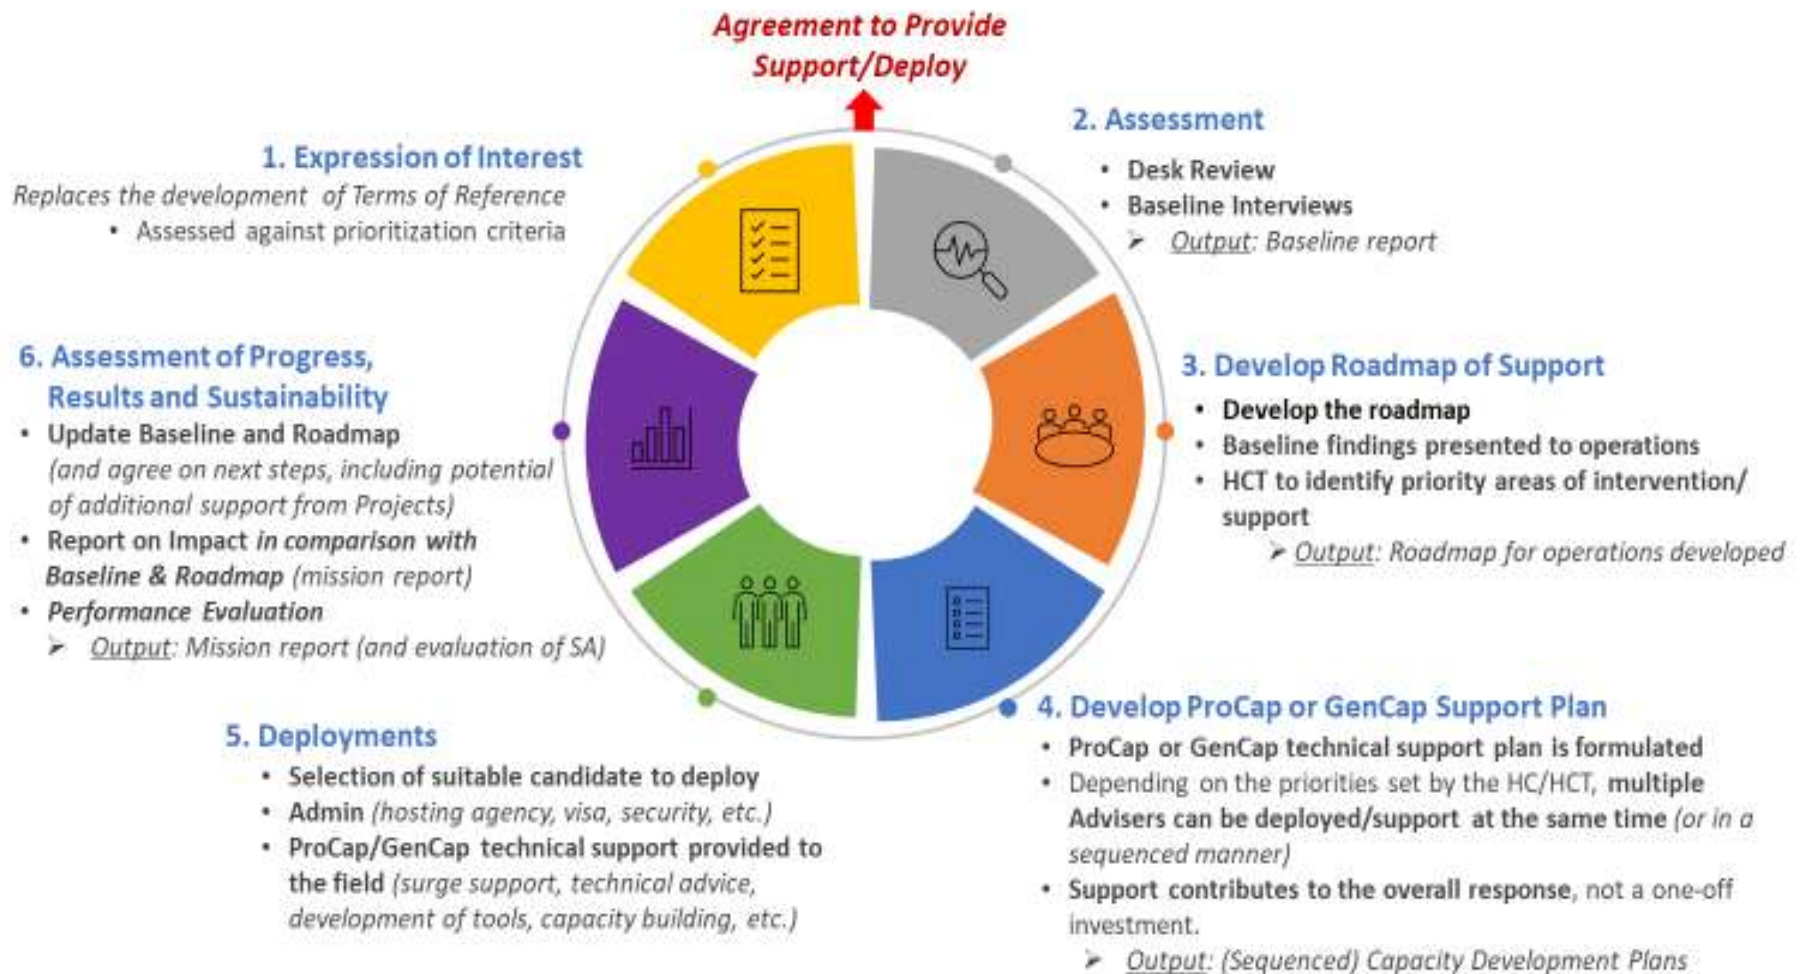 Agreement to Provide
Support/Deploy
1. Expression of Interest
Replaces the development of Terms of Reference
• Assessed against prioritization criteria
2. Assessment
• Desk Review
• Baseline Interviews
➢ Output: Baseline report
3. Develop Roadmap of Support
• Develop the roadmap
• Baseline findings presented to operations
• HCT to identify priority areas of intervention/
support
➢ Output: Roadmap for operations developed
4. Develop ProCap or GenCap Support Plan
• ProCap or GenCap technical support plan is formulated
• Depending on the priorities set by the HC/HCT, multiple
Advisers can be deployed/support at the same time (or in a
sequenced manner)
• Support contributes to the overall response, not a one-off
investment.
➢ Output: (Sequenced) Capacity Development Plans
5. Deployments
• Selection of suitable candidate to deploy
• Admin (hosting agency, visa, security, etc.)
• ProCap/GenCap technical support provided to
the field (surge support, technical advice,
development of tools, capacity building, etc.)
6. Assessment of Progress,
Results and Sustainability
• Update Baseline and Roadmap
(and agree on next steps, including potential
of additional support from Projects)
• Report on Impact in comparison with
Baseline & Roadmap (mission report)
• Performance Evaluation
➢ Output: Mission report (and evaluation of SA)